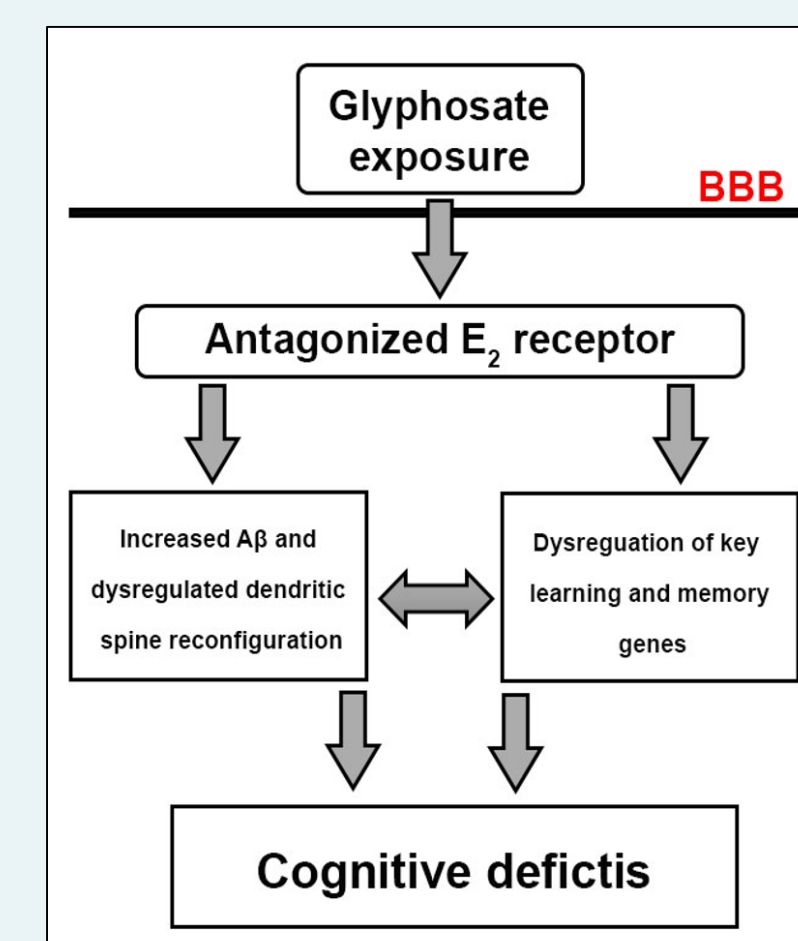 Glyphosate
exposure
BBB
Antagonized E₂ receptor
Increased Aβ and
dysregulated dendritic
spine reconfiguration
Dysreguation of key
learning and memory
genes
Cognitive defictis